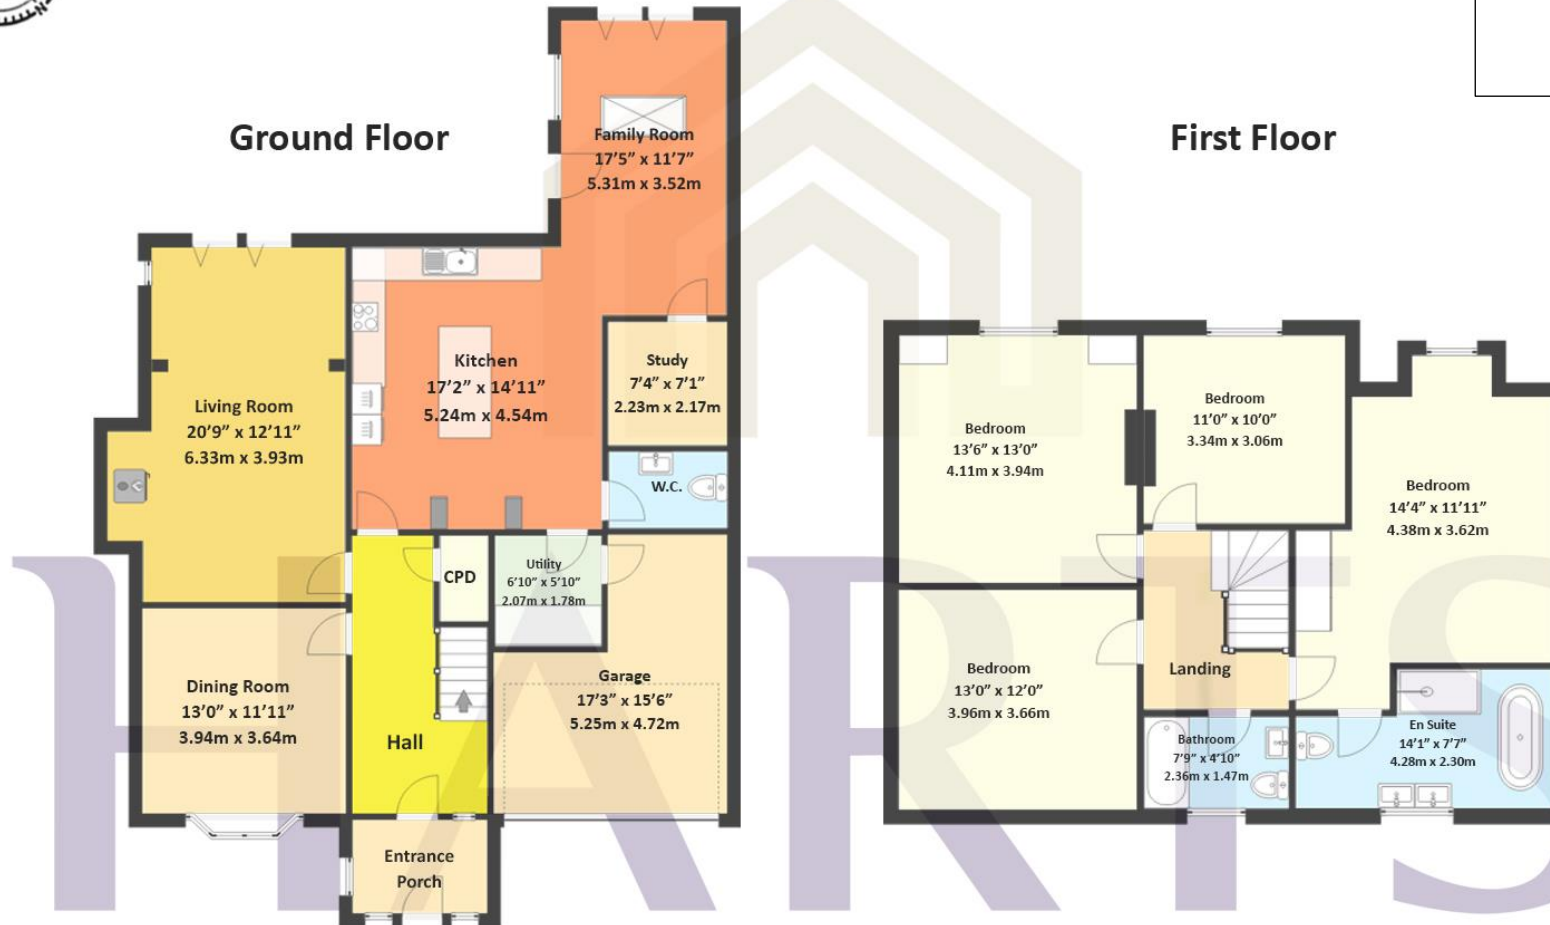 Ground Floor
First Floor
Family Room
17’5” x 11’7”
5.31m x 3.52m
Kitchen
17’2” x 14’11”
5.24m x 4.54m
Study
7’4” x 7’1”
2.23m x 2.17m
Living Room
20’9” x 12’11”
6.33m x 3.93m
W.C.
CPD
Utility
6’10” x 5’10”
2.07m x 1.78m
Dining Room
13’0” x 11’11”
3.94m x 3.64m
Hall
Garage
17’3” x 15’6”
5.25m x 4.72m
Entrance
Porch
Bedroom
13’6” x 13’0”
4.11m x 3.94m
Bedroom
11’0” x 10’0”
3.34m x 3.06m
Bedroom
14’4” x 11’11”
4.38m x 3.62m
Bedroom
13’0” x 12’0”
3.96m x 3.66m
Landing
Bathroom
7’9” x 4’10”
2.36m x 1.47m
En Suite
14’1” x 7’7”
4.28m x 2.30m
HARTS